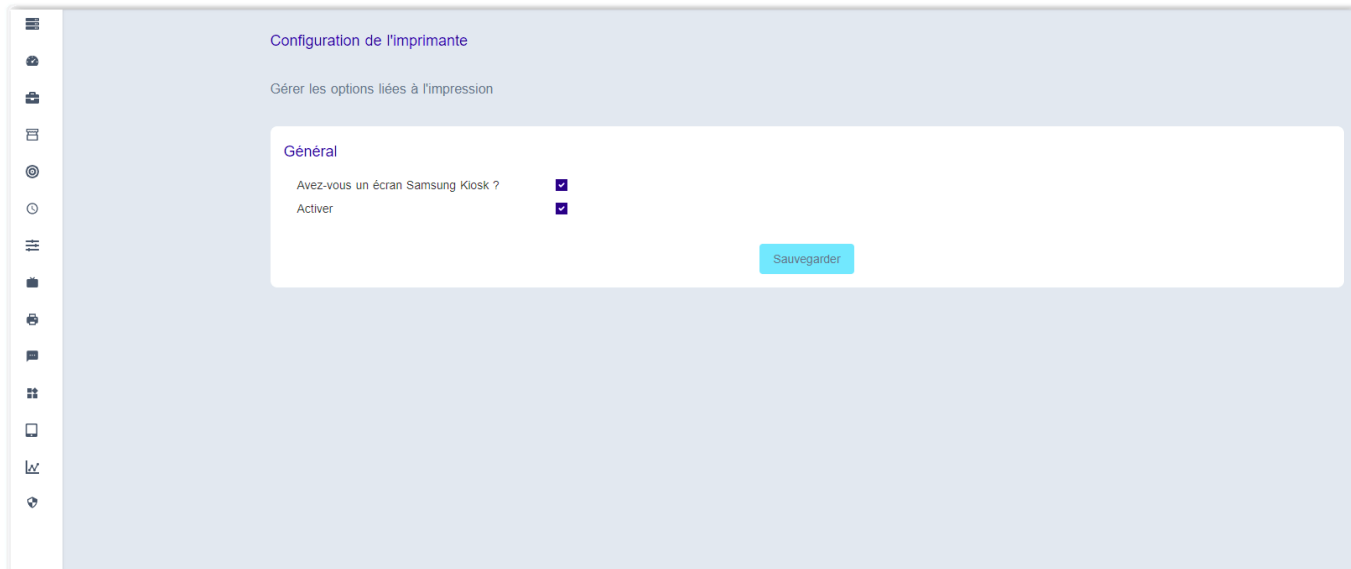 Configuration de l'imprimante
Gérer les options liées à l'impression
Général
Avez-vous un écran Samsung Kiosk ?
Activer
Sauvegarder